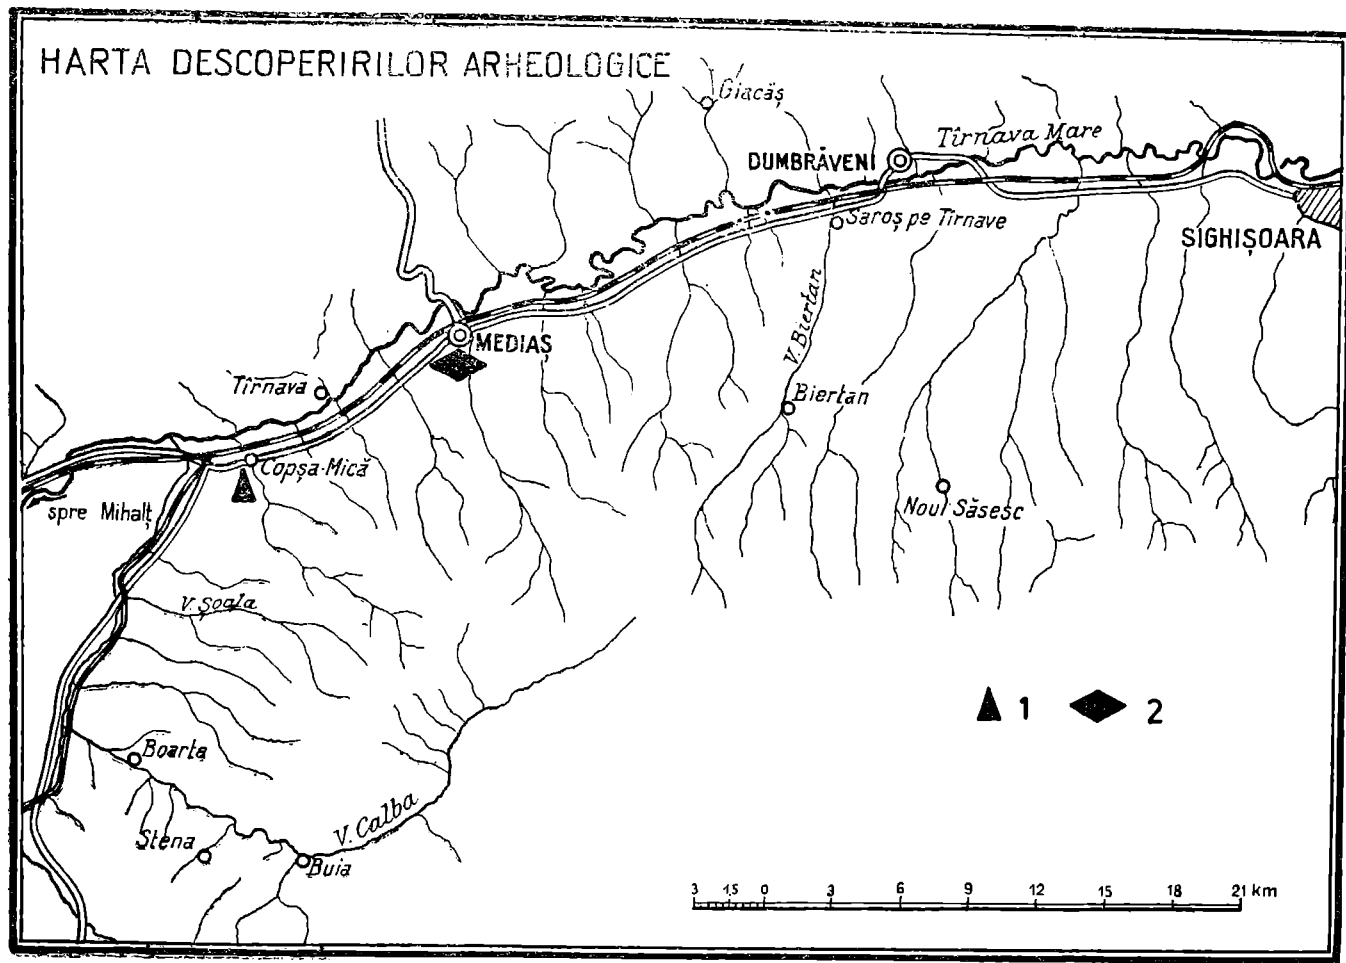 HARTA DESCOPERIRILOR ARHEOLOGICE
Giacăș
Tîrnava Mare
DUMBRĂVENI
Saroș pe Tîrnave
SIGHIȘOARA
V. Biertan
MEDIAȘ
Tîrnava
Biertan
Copșa-Mică
Noul Săsesc
spre Mihalț
V. Șoala
1
2
Boarta
V. Calba
Stena
Buia
3 1,5 0 3 6 9 12 15 18 21 km